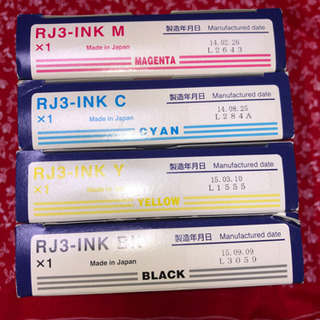 RJ3-INK M 製造年月日 Manufactured date
×1 Made in Japan 14.02.26
L2643
MAGENTA
RJ3-INK C 製造年月日 Manufactured date
×1 Made in Japan 14.08.25
L284A
CYAN
RJ3-INK Y 製造年月日 Manufactured date
×1 Made in 15.03.10
L1555
YELLOW
RJ3-INK 製造年月日 Manufactured date
×1 Made in Japan 15.09.09
L3059
BLACK